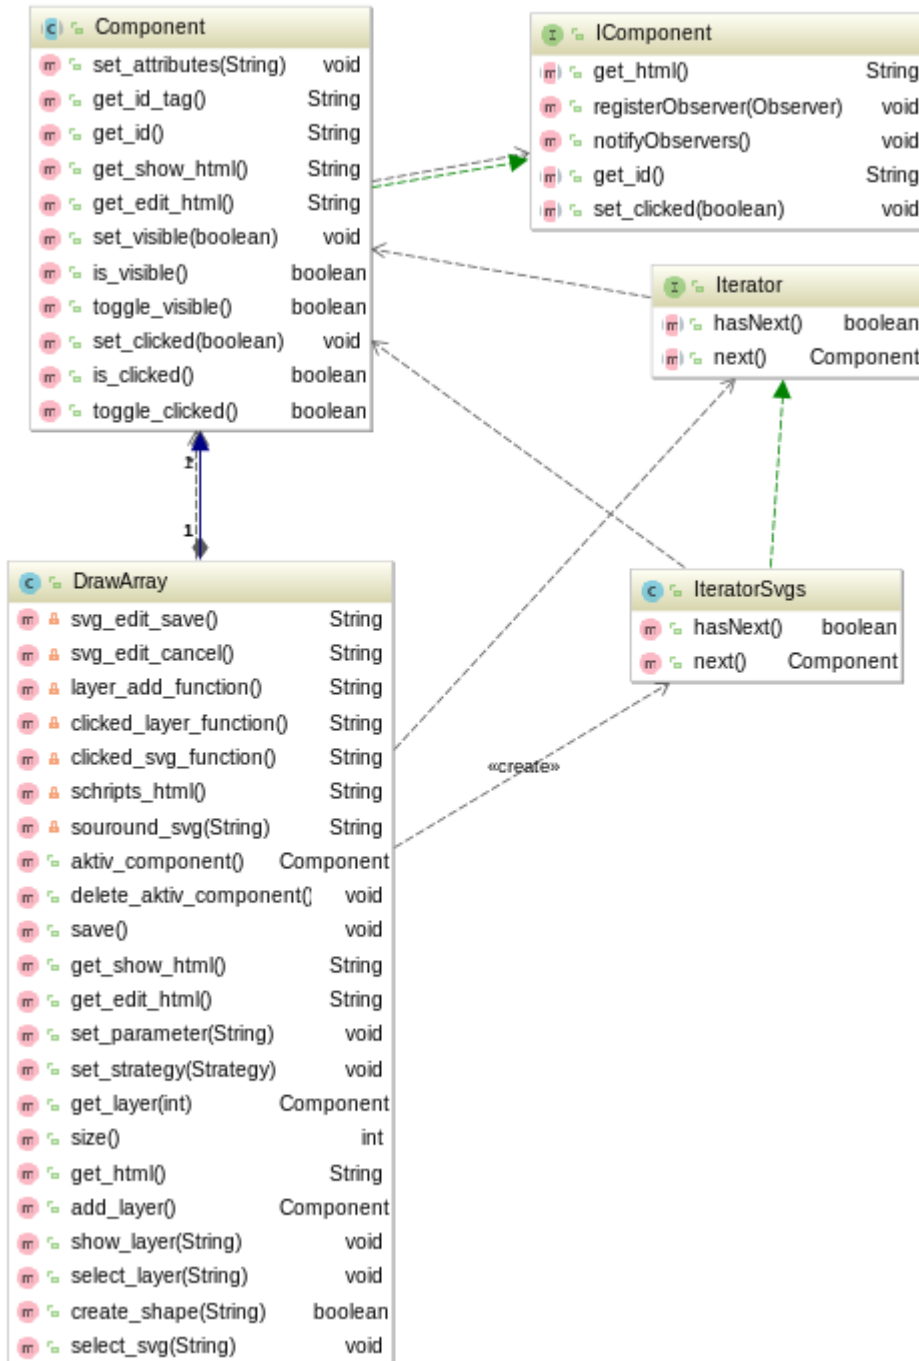 Component
set_attributes(String) void
get_id_tag() String
get_id() String
get_show_html() String
get_edit_html() String
set_visible(boolean) void
is_visible() boolean
toggle_visible() boolean
set_clicked(boolean) void
is_clicked() boolean
toggle_clicked() boolean
IComponent
get_html() String
registerObserver(Observer) void
notifyObservers() void
get_id() String
set_clicked(boolean) void
Iterator
hasNext() boolean
next() Component
1
DrawArray
svg_edit_save() String
svg_edit_cancel() String
layer_add_function() String
clicked_layer_function() String
clicked_svg_function() String
schripts_html() String
souround_svg(String) String
aktiv_component() Component
delete_aktiv_component() void
save() void
get_show_html() String
get_edit_html() String
set_parameter(String) void
set_strategy(Strategy) void
get_layer(int) Component
size() int
get_html() String
add_layer() Component
show_layer(String) void
select_layer(String) void
create_shape(String) boolean
select_svg(String) void
IteratorSvgs
hasNext() boolean
next() Component
«create»